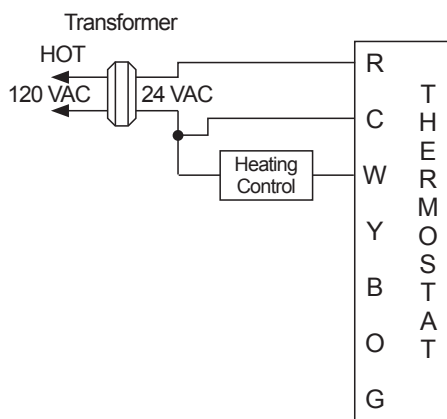 Transformer
HOT
120 VAC
24 VAC
Heating
Control
R
C
W
Y
B
O
G
THERMOSTAT